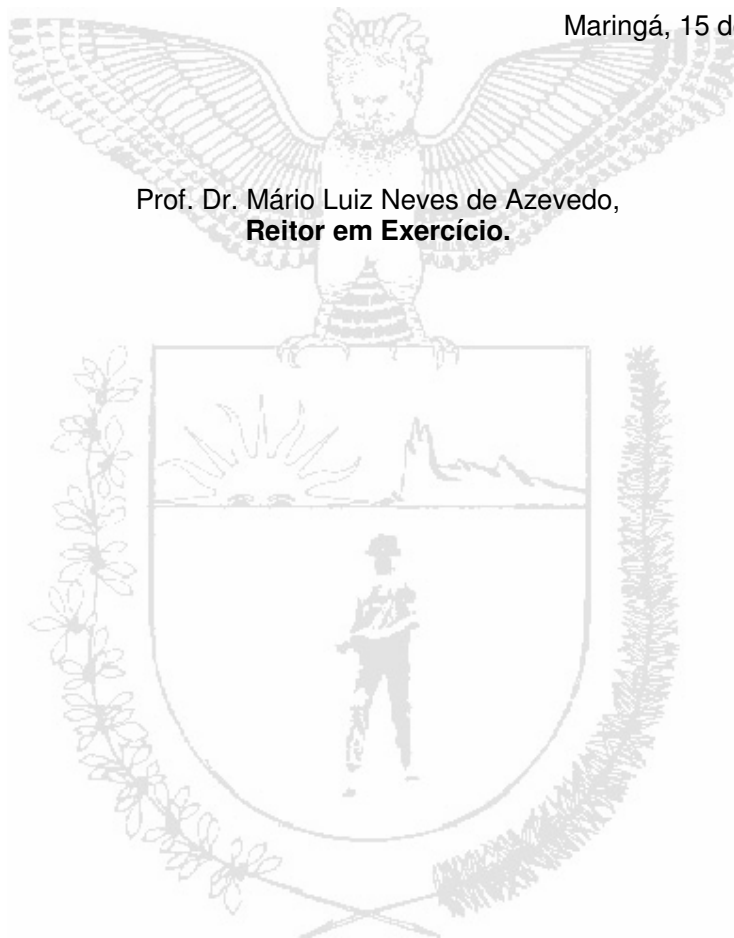 Maringá, 15 d
Prof. Dr. Mário Luiz Neves de Azevedo,
Reitor em Exercício.